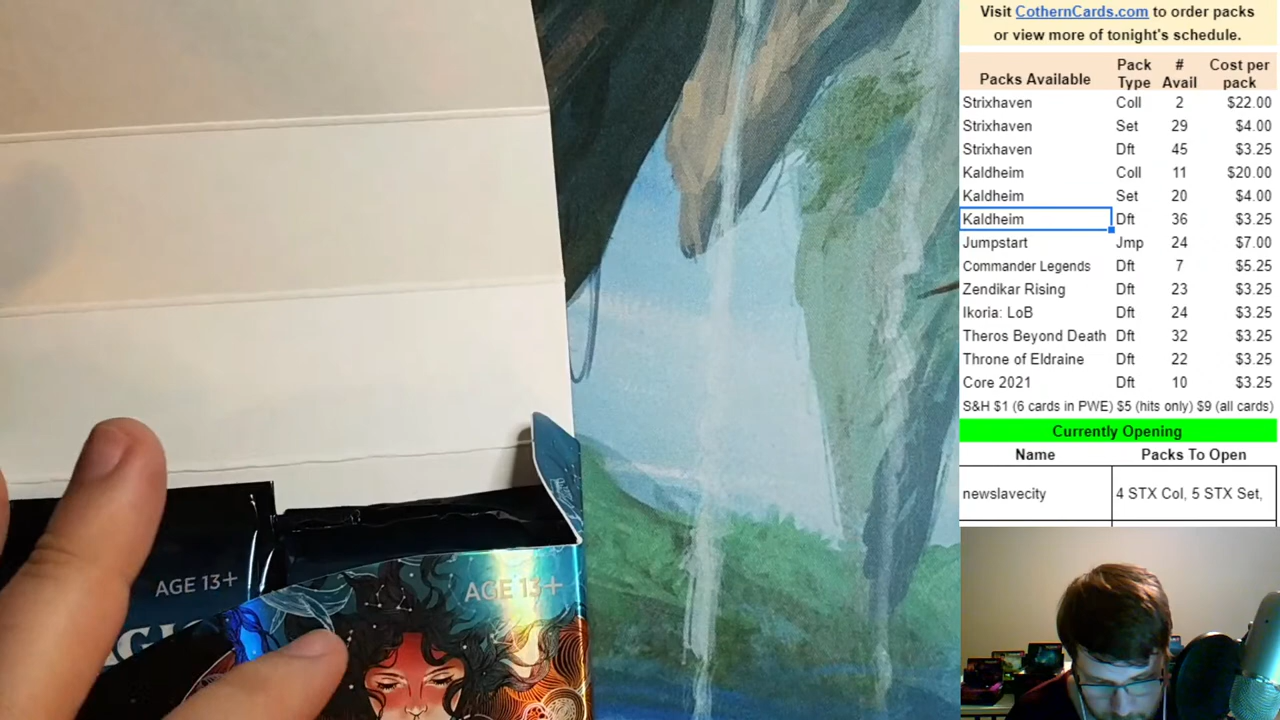 Visit CothernCards.com to order packs
or view more of tonight's schedule.
Packs Available Pack Type # Avail Cost per pack
Strixhaven Coll 2 $22.00
Strixhaven Set 29 $4.00
Strixhaven Dft 45 $3.25
Kaldheim Coll 11 $20.00
Kaldheim Set 20 $4.00
Kaldheim Dft 36 $3.25
Jumpstart Jmp 24 $7.00
Commander Legends Dft 7 $5.25
Zendikar Rising Dft 23 $3.25
Ikoria: LoB Dft 24 $3.25
Theros Beyond Death Dft 32 $3.25
Throne of Eldraine Dft 22 $3.25
Core 2021 Dft 10 $3.25
S&H $1 (6 cards in PWE) $5 (hits only) $9 (all cards)
Currently Opening
Name Packs To Open
newslavecity 4 STX Col, 5 STX Set,
AGE 13+
AGE 13+